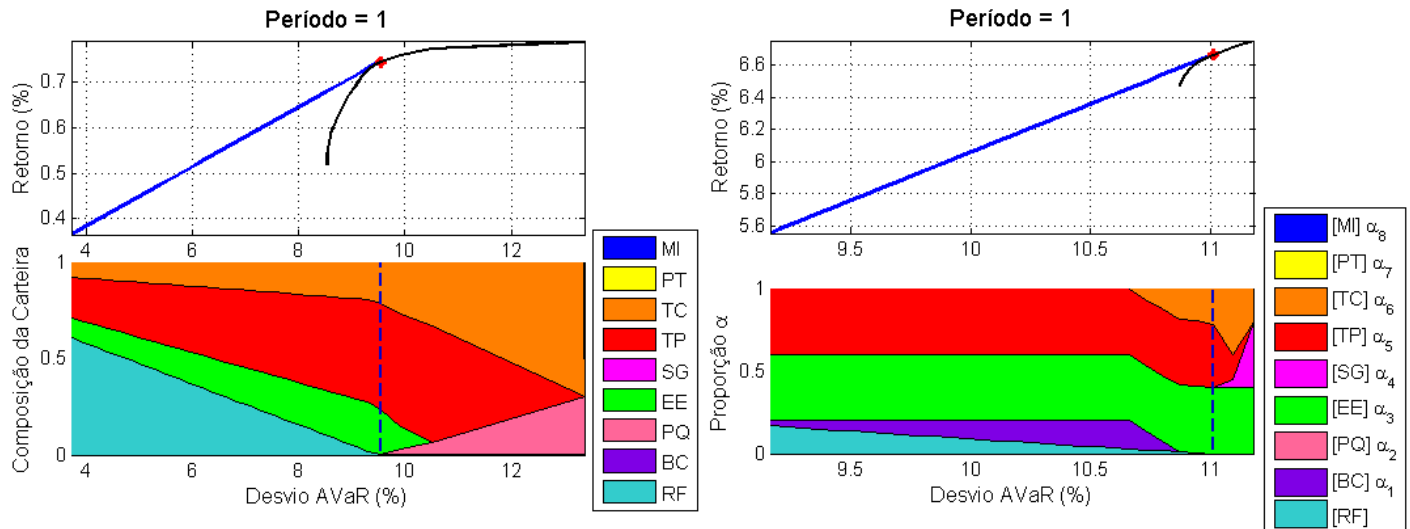 Período = 1
Retorno (%)
0.7
0.6
0.5
0.4
4 6 8 10 12
Composição da Carteira
1
0.5
0
4 6 8 10 12
Desvio AVaR (%)
MI
PT
TC
TP
SG
EE
PQ
BC
RF
Período = 1
Retorno (%)
6.6
6.4
6.2
6
5.8
5.6
9.5 10 10.5 11
Proporção α
1
0.5
0
9.5 10 10.5 11
Desvio AVaR (%)
[MI] α₈
[PT] α₇
[TC] α₆
[TP] α₅
[SG] α₄
[EE] α₃
[PQ] α₂
[BC] α₁
[RF]